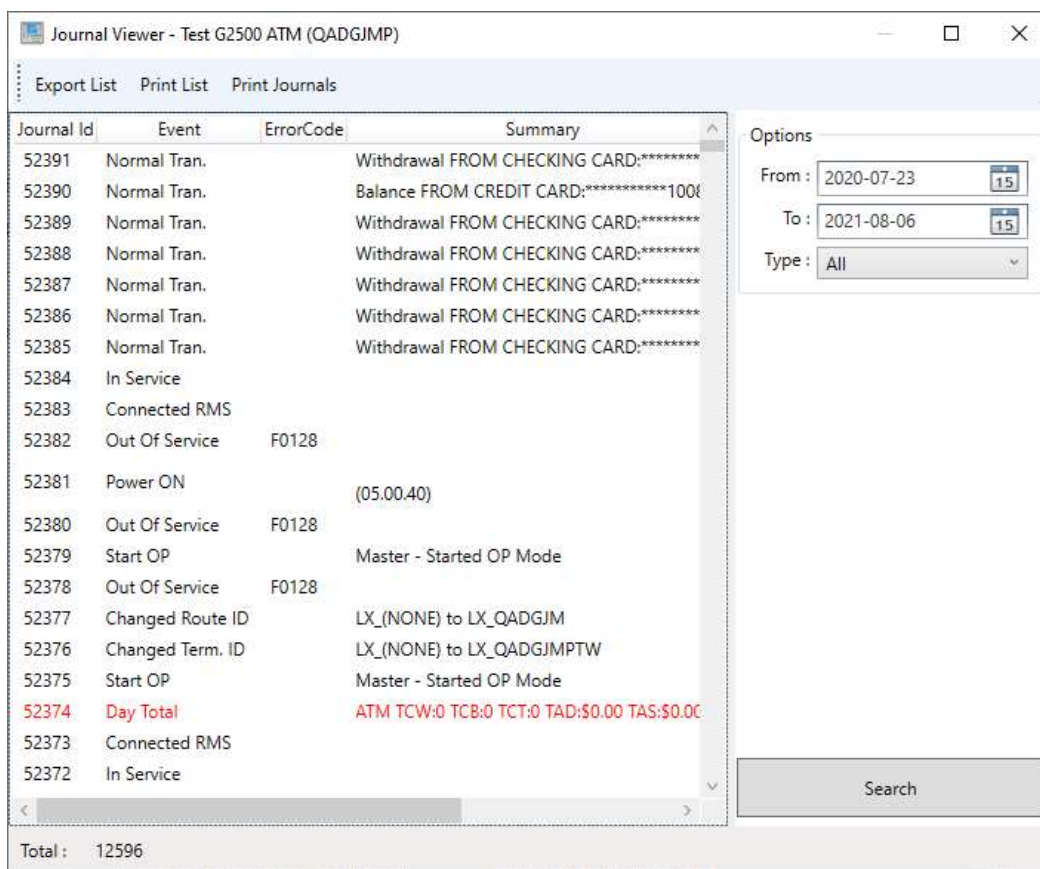 Journal Viewer - Test G2500 ATM (QADGJMP)
Export List Print List Print Journals
Journal Id Event ErrorCode Summary
52391 Normal Tran. Withdrawal FROM CHECKING CARD:********
52390 Normal Tran. Balance FROM CREDIT CARD:***********1008
52389 Normal Tran. Withdrawal FROM CHECKING CARD:********
52388 Normal Tran. Withdrawal FROM CHECKING CARD:********
52387 Normal Tran. Withdrawal FROM CHECKING CARD:********
52386 Normal Tran. Withdrawal FROM CHECKING CARD:********
52385 Normal Tran. Withdrawal FROM CHECKING CARD:********
52384 In Service
52383 Connected RMS
52382 Out Of Service F0128
52381 Power ON (05.00.40)
52380 Out Of Service F0128
52379 Start OP Master - Started OP Mode
52378 Out Of Service F0128
52377 Changed Route ID LX_(NONE) to LX_QADGJM
52376 Changed Term. ID LX_(NONE) to LX_QADGJMPTW
52375 Start OP Master - Started OP Mode
52374 Day Total ATM TCW:0 TCB:0 TCT:0 TAD:$0.00 TAS:$0.00
52373 Connected RMS
52372 In Service
Options
From : 2020-07-23 15
To : 2021-08-06 15
Type : All
Search
Total : 12596